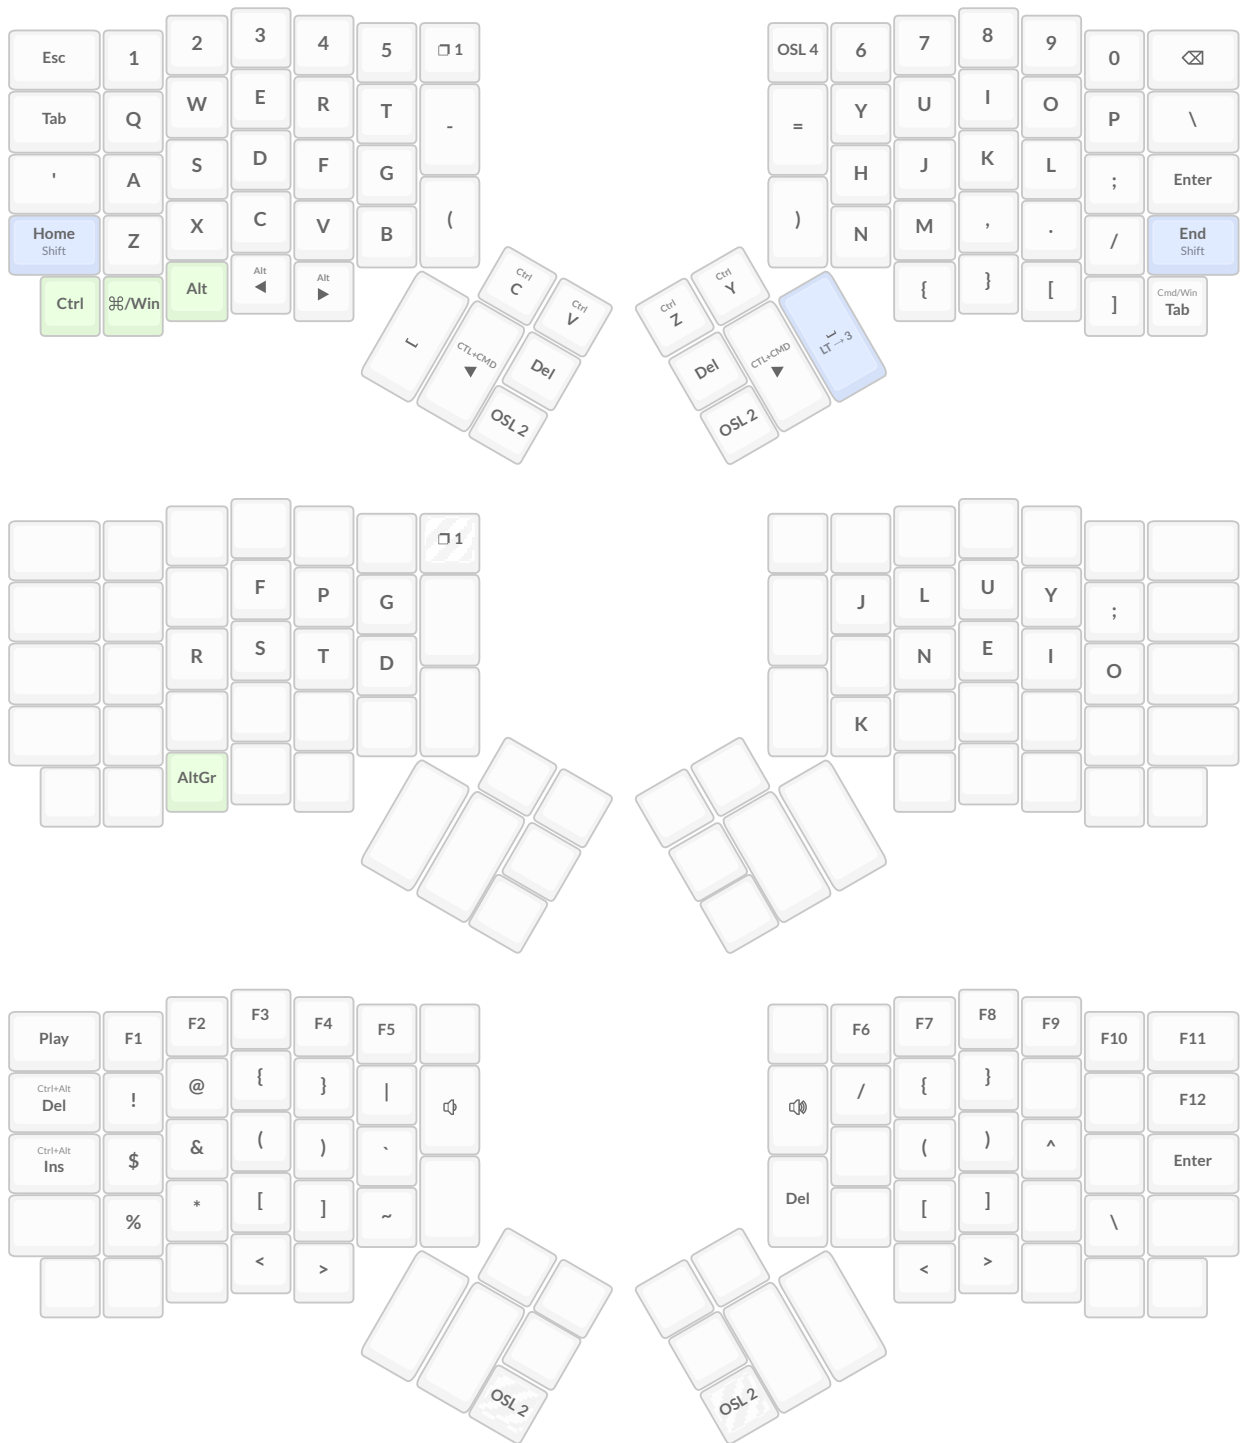 Esc 1 2 3 4 5 ❐ 1 OSL 4 6 7 8 9 0 ⌫
Tab Q W E R T - = Y U I O P \
' A S D F G ( ) H J K L ; Enter
Home Shift Z X C V B N M , . / End Shift
Ctrl ⌘/Win Alt Alt ◀ Alt ▶ { } [ ] Cmd/Win Tab
Ctrl C Ctrl V Ctrl Z Ctrl Y
CTL+CMD ▼ Del Del CTL+CMD ▼ LT → 3
OSL 2 OSL 2
❐ 1
F P G J L U Y ;
R S T D N E I O
K
AltGr
Play F1 F2 F3 F4 F5 F6 F7 F8 F9 F10 F11
Ctrl+Alt Del ! @ { } | / { } F12
Ctrl+Alt Ins $ & ( ) ` ( ) ^ Enter
% * [ ] ~ Del [ ] \
< > < >
OSL 2 OSL 2